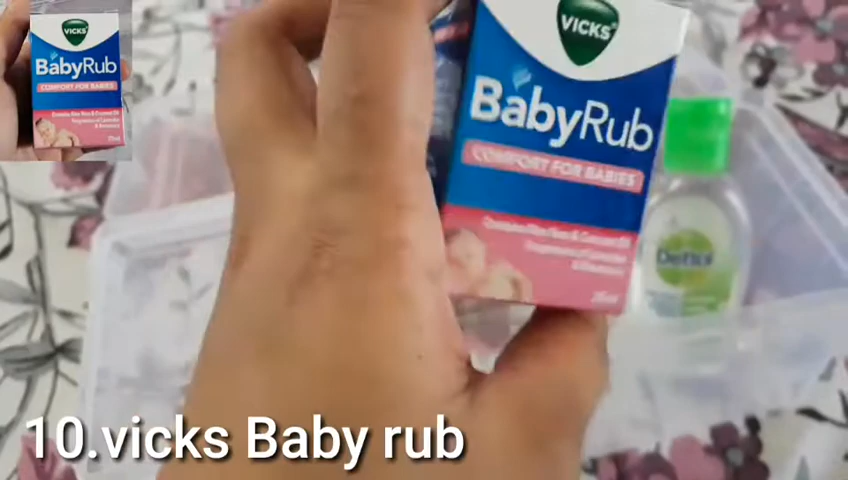 VICKS
BabyRub
COMFORT FOR BABIES
VICKS
BabyRub
COMFORT FOR BABIES
Dettol
10.vicks Baby rub